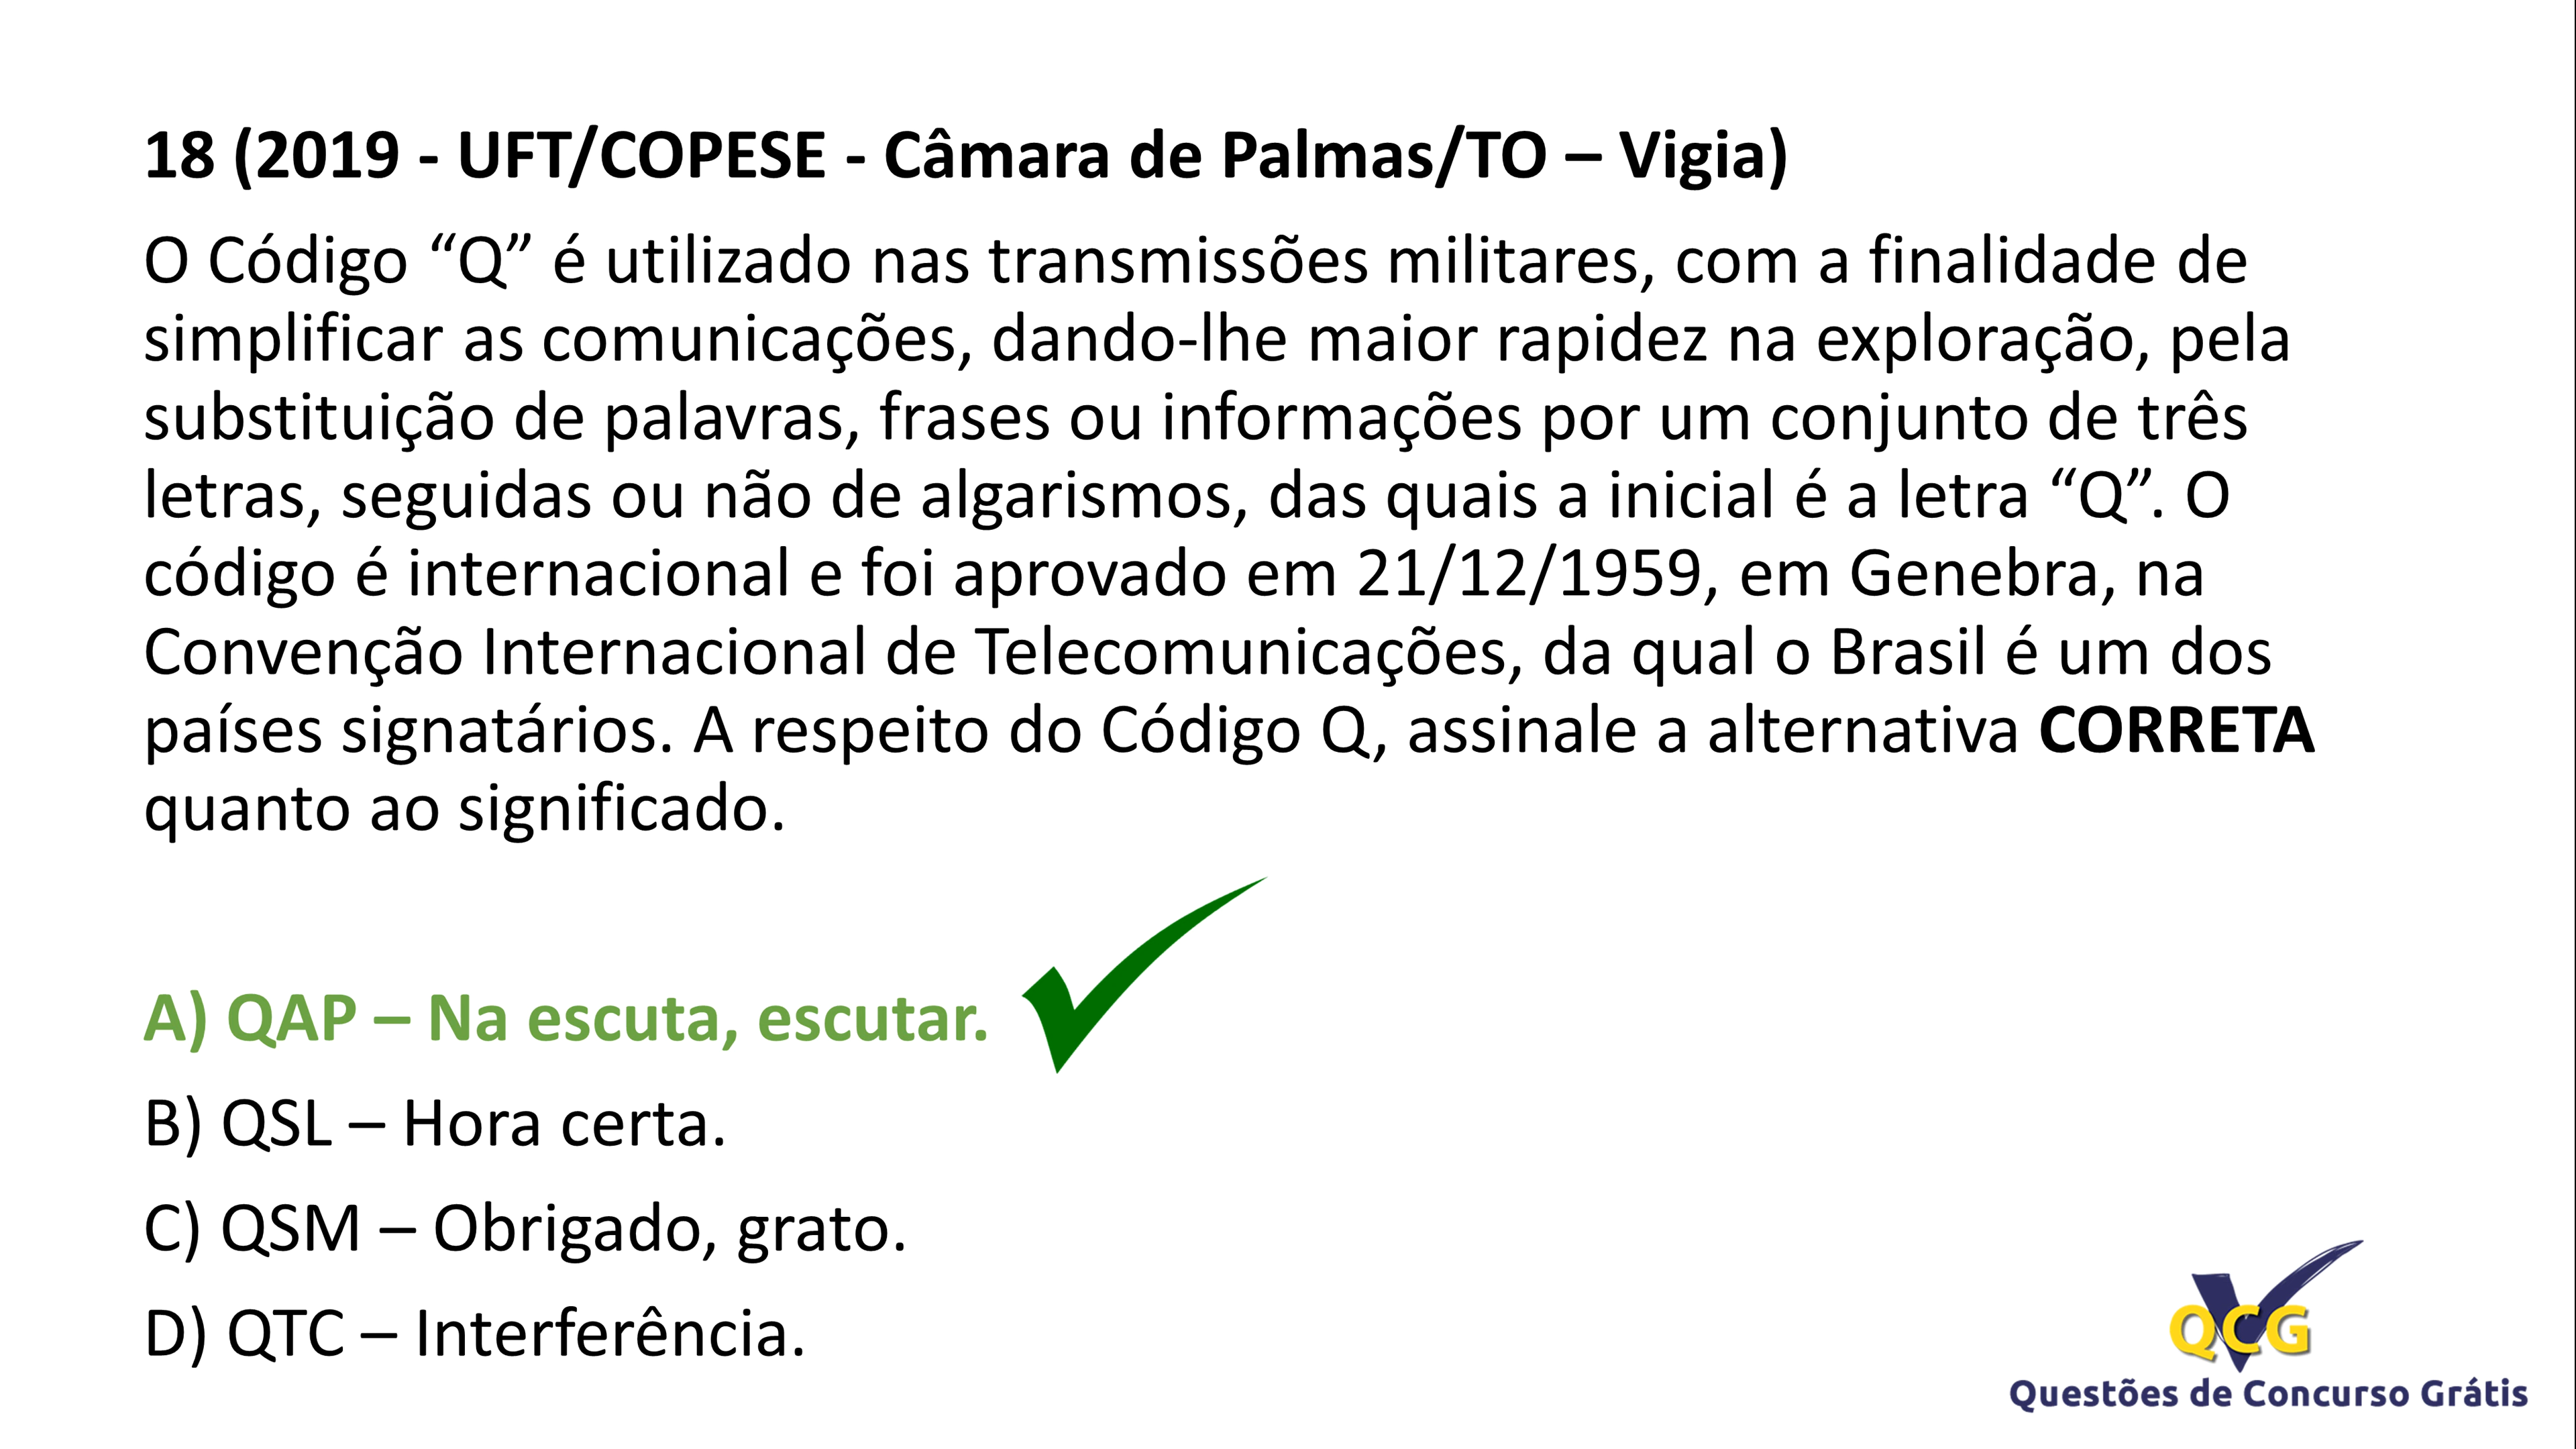 18 (2019 - UFT/COPESE - Câmara de Palmas/TO – Vigia)
O Código “Q” é utilizado nas transmissões militares, com a finalidade de
simplificar as comunicações, dando-lhe maior rapidez na exploração, pela
substituição de palavras, frases ou informações por um conjunto de três
letras, seguidas ou não de algarismos, das quais a inicial é a letra “Q”. O
código é internacional e foi aprovado em 21/12/1959, em Genebra, na
Convenção Internacional de Telecomunicações, da qual o Brasil é um dos
países signatários. A respeito do Código Q, assinale a alternativa CORRETA
quanto ao significado.
A) QAP – Na escuta, escutar.
B) QSL – Hora certa.
C) QSM – Obrigado, grato.
D) QTC – Interferência.
QCG
Questões de Concurso Grátis